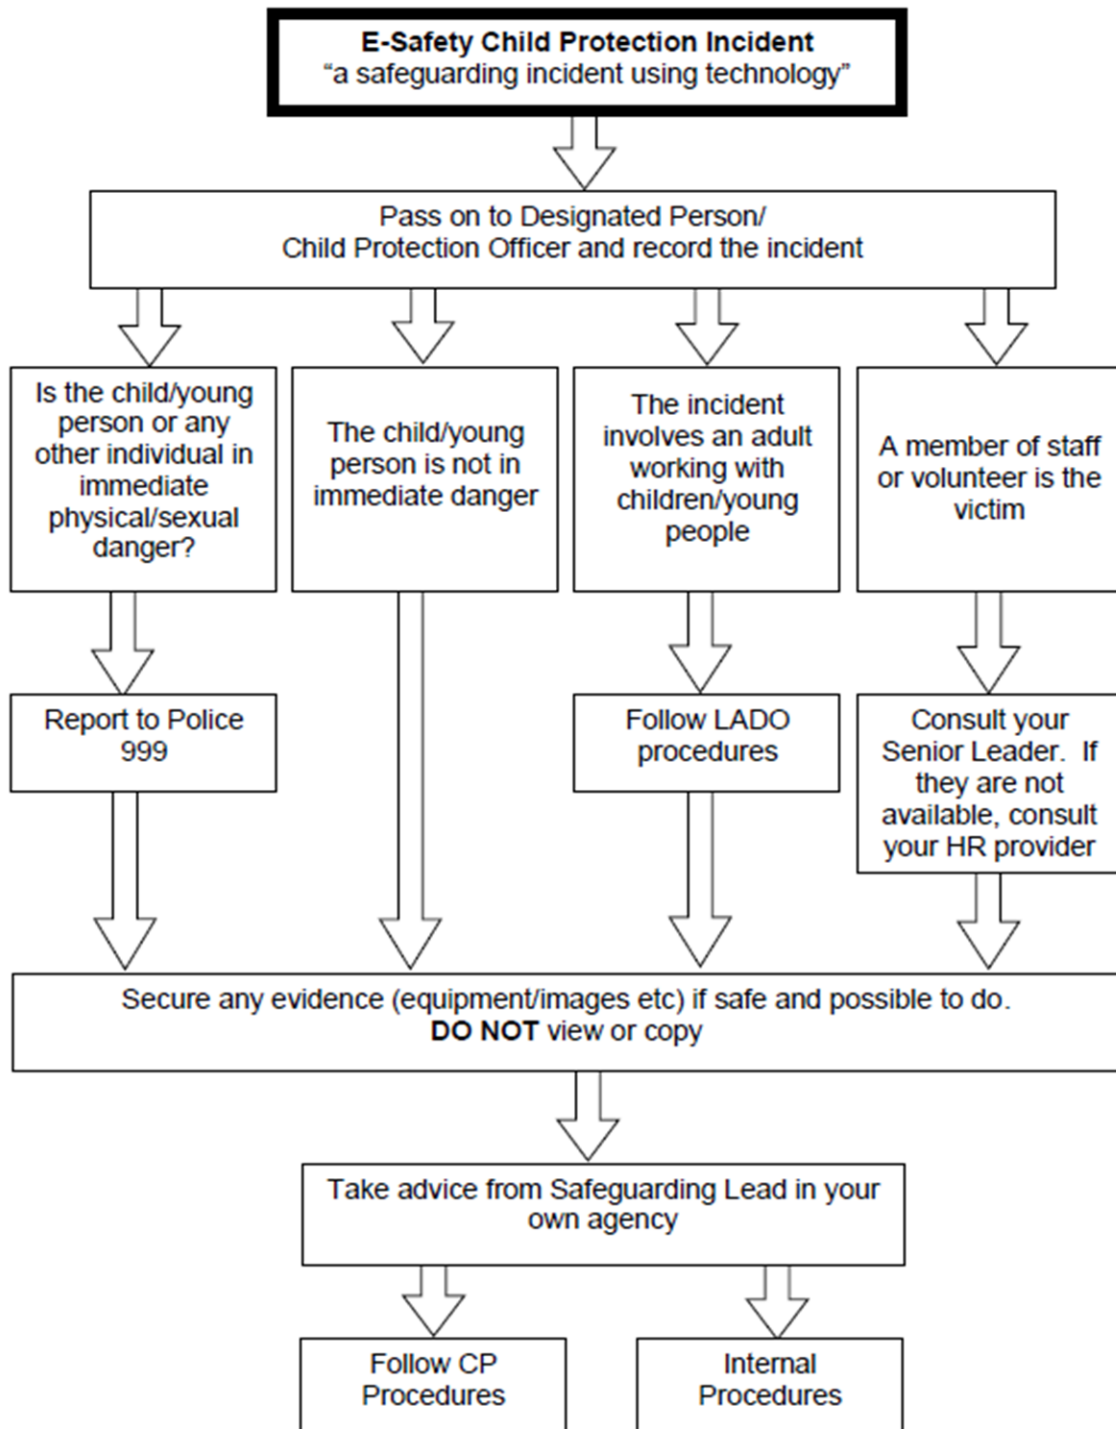 E-Safety Child Protection Incident
“a safeguarding incident using technology”
Pass on to Designated Person/
Child Protection Officer and record the incident
Is the child/young
person or any
other individual in
immediate
physical/sexual
danger?
The child/young
person is not in
immediate danger
The incident
involves an adult
working with
children/young
people
A member of staff
or volunteer is the
victim
Report to Police
999
Follow LADO
procedures
Consult your
Senior Leader.  If
they are not
available, consult
your HR provider
Secure any evidence (equipment/images etc) if safe and possible to do.
DO NOT view or copy
Take advice from Safeguarding Lead in your
own agency
Follow CP
Procedures
Internal
Procedures